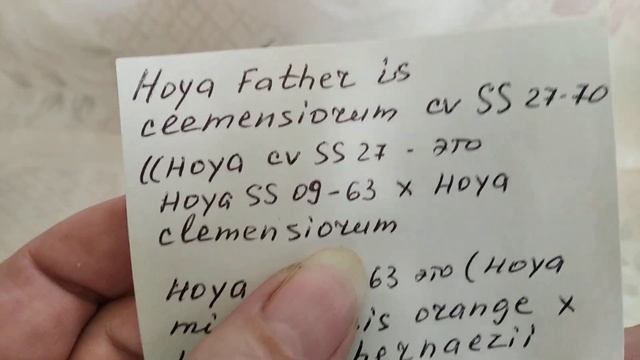 Hoya Father is
ceemensiorum cv SS 27-70
((Hoya cv SS 27 - это
Hoya SS 09-63 x Hoya
clemensiorum
Hoya 63 это (Hoya
is orange x